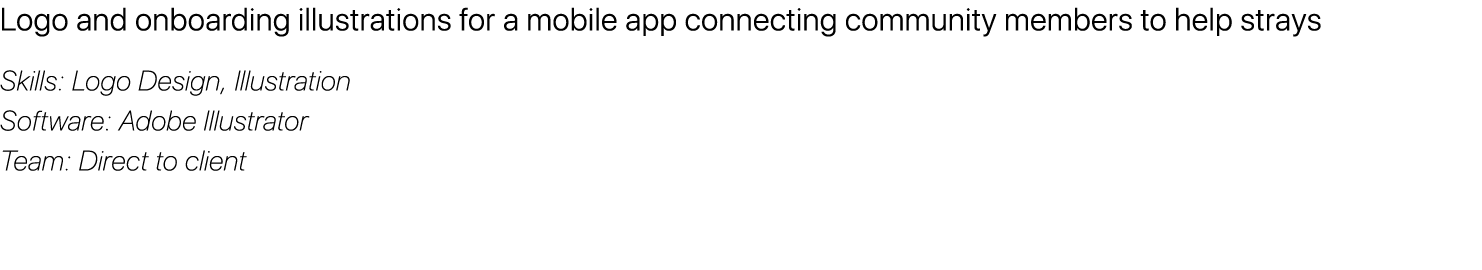 Logo and onboarding illustrations for a mobile app connecting community members to help strays
Skills: Logo Design, Illustration
Software: Adobe Illustrator
Team: Direct to client